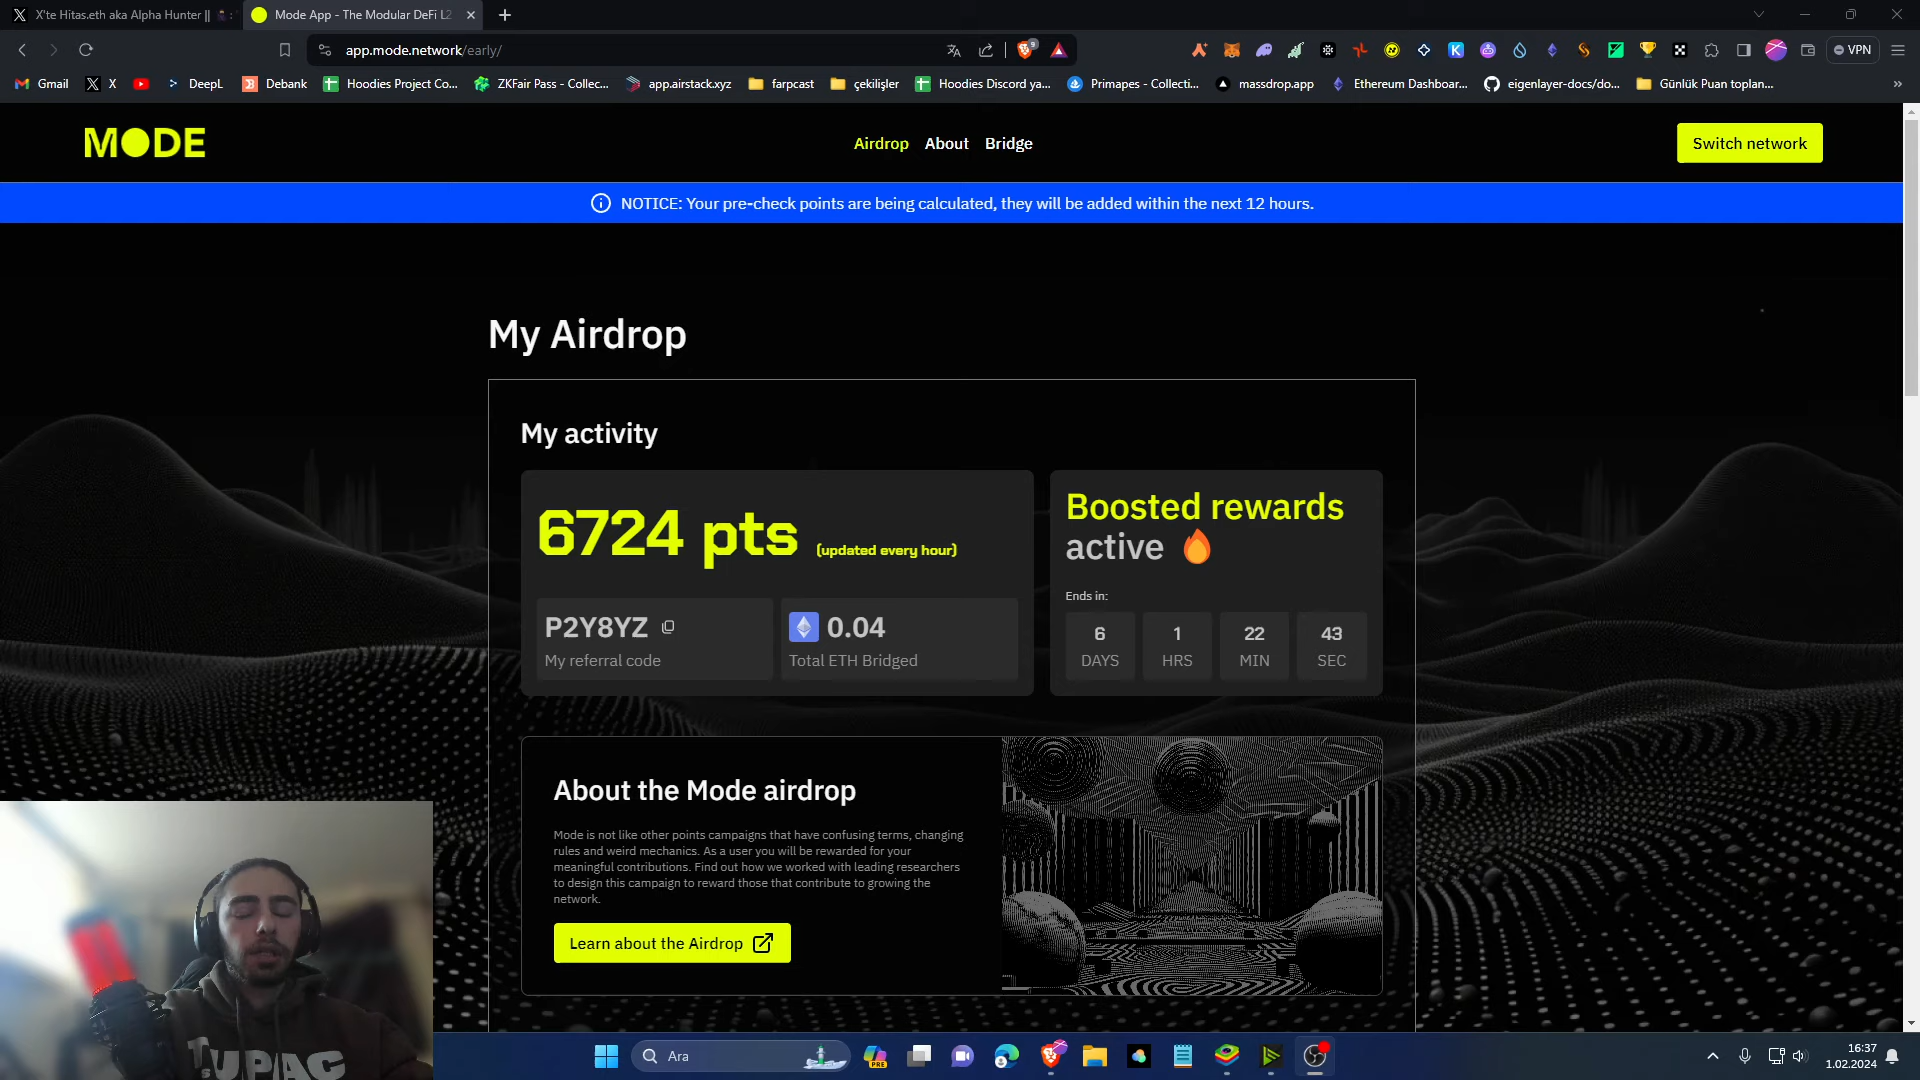 X'te Hitas.eth aka Alpha Hunter ||
Mode App - The Modular DeFi L2
app.mode.network/early/
VPN
Gmail
X
DeepL
Debank
Hoodies Project Co...
ZKFair Pass - Collec...
app.airstack.xyz
farpcast
çekilişler
Hoodies Discord ya...
Primapes - Collecti...
massdrop.app
Ethereum Dashboar...
eigenlayer-docs/do...
Günlük Puan toplan...
MODE
Airdrop
About
Bridge
Switch network
NOTICE: Your pre-check points are being calculated, they will be added within the next 12 hours.
My Airdrop
My activity
6724 pts (updated every hour)
P2Y8YZ
My referral code
0.04
Total ETH Bridged
Boosted rewards
active
Ends in:
6 1 22 43
DAYS HRS MIN SEC
About the Mode airdrop
Mode is not like other points campaigns that have confusing terms, changing
rules and weird mechanics. As a user you will be rewarded for your
meaningful contributions. Find out how we worked with leading researchers
to design this campaign to reward those that contribute to growing the
network.
Learn about the Airdrop
TUPAC
Ara
PRE
16:37
1.02.2024